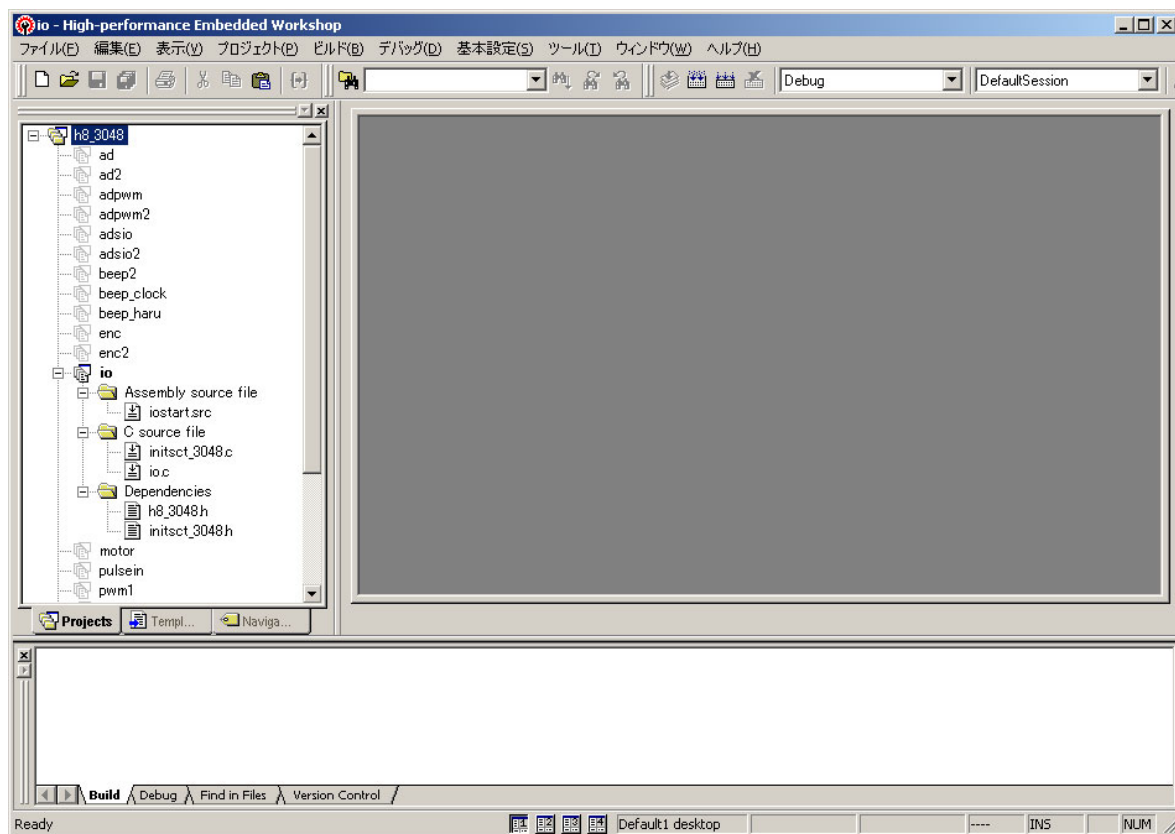 io - High-performance Embedded Workshop
ファイル(F) 編集(E) 表示(V) プロジェクト(P) ビルド(B) デバッグ(D) 基本設定(S) ツール(T) ウィンドウ(W) ヘルプ(H)
Debug DefaultSession
h8_3048
ad
ad2
adpwm
adpwm2
adsio
adsio2
beep2
beep_clock
beep_haru
enc
enc2
io
Assembly source file
iostart.src
C source file
initsct_3048.c
io.c
Dependencies
h8_3048.h
initsct_3048.h
motor
pulsein
pwm1
Projects Templ... Naviga...
Build Debug Find in Files Version Control
Ready 1 2 3 4 Default1 desktop ---- INS NUM